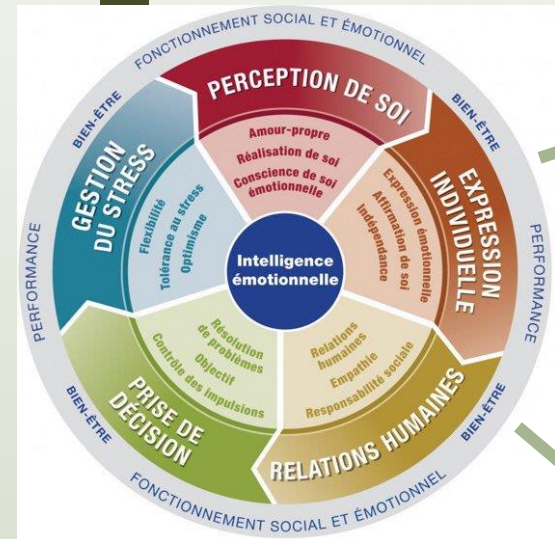 FONCTIONNEMENT SOCIAL ET ÉMOTIONNEL
BIEN-ÊTRE
BIEN-ÊTRE
PERCEPTION DE SOI
Amour-propre
Réalisation de soi
Conscience de soi
émotionnelle
EXPRESSION
INDIVIDUELLE
Expression émotionnelle
Affirmation de soi
Indépendance
PERFORMANCE
RELATIONS HUMAINES
Relations
humaines
Empathie
Responsabilité sociale
BIEN-ÊTRE
FONCTIONNEMENT SOCIAL ET ÉMOTIONNEL
PRISE DE
DÉCISION
Résolution
de problèmes
Objectif
Contrôle des impulsions
BIEN-ÊTRE
PERFORMANCE
GESTION
DU STRESS
Flexibilité
Tolérance au stress
Optimisme
Intelligence
émotionnelle